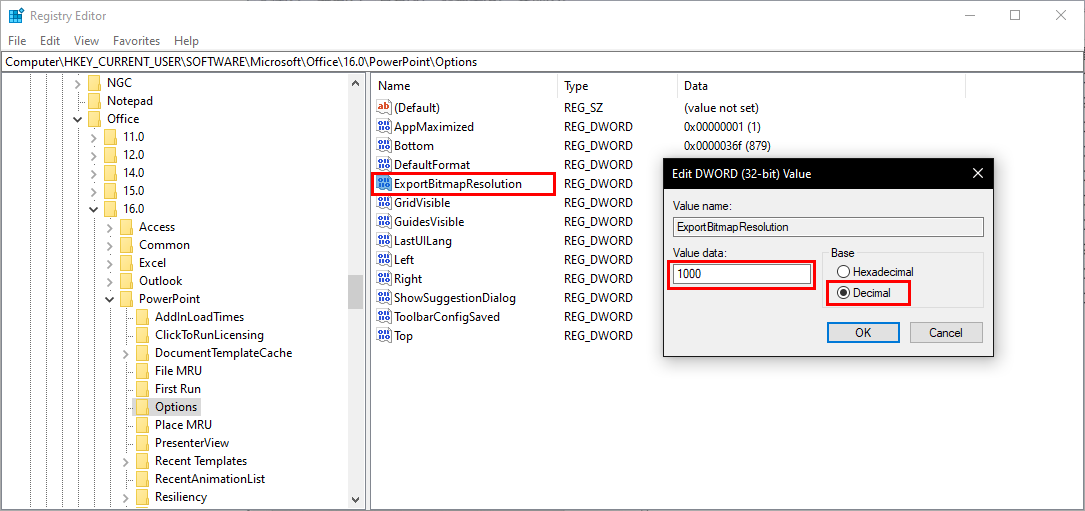 Registry Editor
File Edit View Favorites Help
Computer\HKEY_CURRENT_USER\SOFTWARE\Microsoft\Office\16.0\PowerPoint\Options
NGC
Notepad
Office
11.0
12.0
14.0
15.0
16.0
Access
Common
Excel
Outlook
PowerPoint
AddInLoadTimes
ClickToRunLicensing
DocumentTemplateCache
File MRU
First Run
Options
Place MRU
PresenterView
Recent Templates
RecentAnimationList
Resiliency
Name Type Data
(Default) REG_SZ (value not set)
AppMaximized REG_DWORD 0x00000001 (1)
Bottom REG_DWORD 0x0000036f (879)
DefaultFormat REG_DWORD
ExportBitmapResolution REG_DWORD
GridVisible REG_DWORD
GuidesVisible REG_DWORD
LastUILang REG_DWORD
Left REG_DWORD
Right REG_DWORD
ShowSuggestionDialog REG_DWORD
ToolbarConfigSaved REG_DWORD
Top REG_DWORD
Edit DWORD (32-bit) Value
Value name:
ExportBitmapResolution
Value data:
1000
Base
Hexadecimal
Decimal
OK Cancel